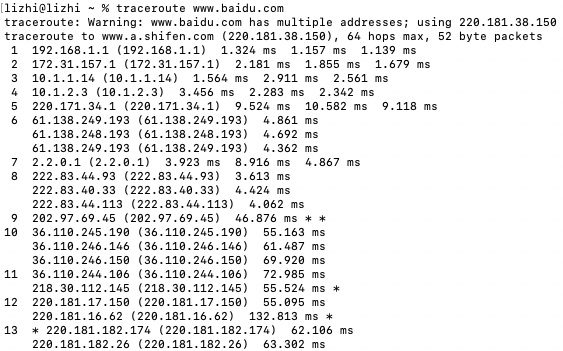 [lizhi@lizhi ~ % traceroute www.baidu.com
traceroute: Warning: www.baidu.com has multiple addresses; using 220.181.38.150
traceroute to www.a.shifen.com (220.181.38.150), 64 hops max, 52 byte packets
 1  192.168.1.1 (192.168.1.1)  1.324 ms  1.157 ms  1.139 ms
 2  172.31.157.1 (172.31.157.1)  2.181 ms  1.855 ms  1.679 ms
 3  10.1.1.14 (10.1.1.14)  1.564 ms  2.911 ms  2.561 ms
 4  10.1.2.3 (10.1.2.3)  3.456 ms  2.283 ms  2.342 ms
 5  220.171.34.1 (220.171.34.1)  9.524 ms  10.582 ms  9.118 ms
 6  61.138.249.193 (61.138.249.193)  4.861 ms
    61.138.248.193 (61.138.248.193)  4.692 ms
    61.138.249.193 (61.138.249.193)  4.362 ms
 7  2.2.0.1 (2.2.0.1)  3.923 ms  8.916 ms  4.867 ms
 8  222.83.44.93 (222.83.44.93)  3.613 ms
    222.83.40.33 (222.83.40.33)  4.424 ms
    222.83.44.113 (222.83.44.113)  4.062 ms
 9  202.97.69.45 (202.97.69.45)  46.876 ms * *
10  36.110.245.190 (36.110.245.190)  55.163 ms
    36.110.246.146 (36.110.246.146)  61.487 ms
    36.110.246.150 (36.110.246.150)  69.920 ms
11  36.110.244.106 (36.110.244.106)  72.985 ms
    218.30.112.145 (218.30.112.145)  55.524 ms *
12  220.181.17.150 (220.181.17.150)  55.095 ms
    220.181.16.62 (220.181.16.62)  132.813 ms *
13  * 220.181.182.174 (220.181.182.174)  62.106 ms
    220.181.182.26 (220.181.182.26)  63.302 ms